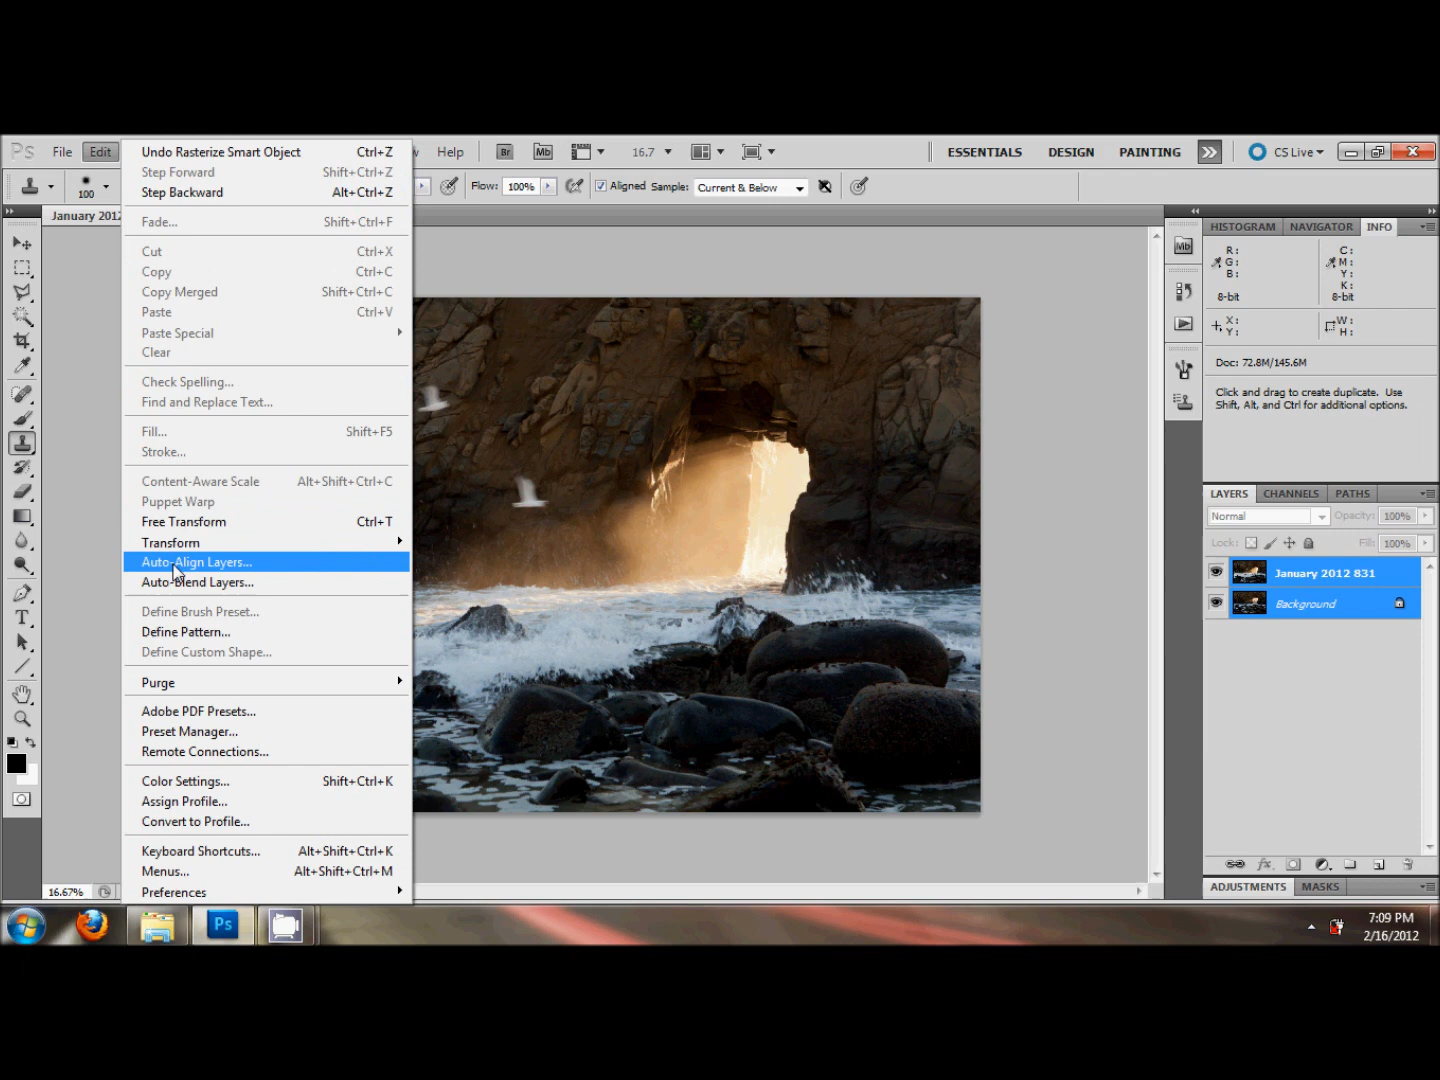 Ps File Edit Help Br Mb 16.7 ESSENTIALS DESIGN PAINTING CS Live
100 Flow: 100% Aligned Sample: Current & Below
January 2012
Undo Rasterize Smart Object Ctrl+Z
Step Forward Shift+Ctrl+Z
Step Backward Alt+Ctrl+Z
Fade... Shift+Ctrl+F
Cut Ctrl+X
Copy Ctrl+C
Copy Merged Shift+Ctrl+C
Paste Ctrl+V
Paste Special
Clear
Check Spelling...
Find and Replace Text...
Fill... Shift+F5
Stroke...
Content-Aware Scale Alt+Shift+Ctrl+C
Puppet Warp
Free Transform Ctrl+T
Transform
Auto-Align Layers...
Auto-Blend Layers...
Define Brush Preset...
Define Pattern...
Define Custom Shape...
Purge
Adobe PDF Presets...
Preset Manager...
Remote Connections...
Color Settings... Shift+Ctrl+K
Assign Profile...
Convert to Profile...
Keyboard Shortcuts... Alt+Shift+Ctrl+K
Menus... Alt+Shift+Ctrl+M
Preferences
Mb
HISTOGRAM NAVIGATOR INFO
R: C:
G: M:
B: Y:
K:
8-bit 8-bit
X: W:
Y: H:
Doc: 72.8M/145.6M
Click and drag to create duplicate. Use
Shift, Alt, and Ctrl for additional options.
LAYERS CHANNELS PATHS
Normal Opacity: 100%
Lock: Fill: 100%
January 2012 831
Background
fx
ADJUSTMENTS MASKS
T
16.67%
Ps
7:09 PM
2/16/2012